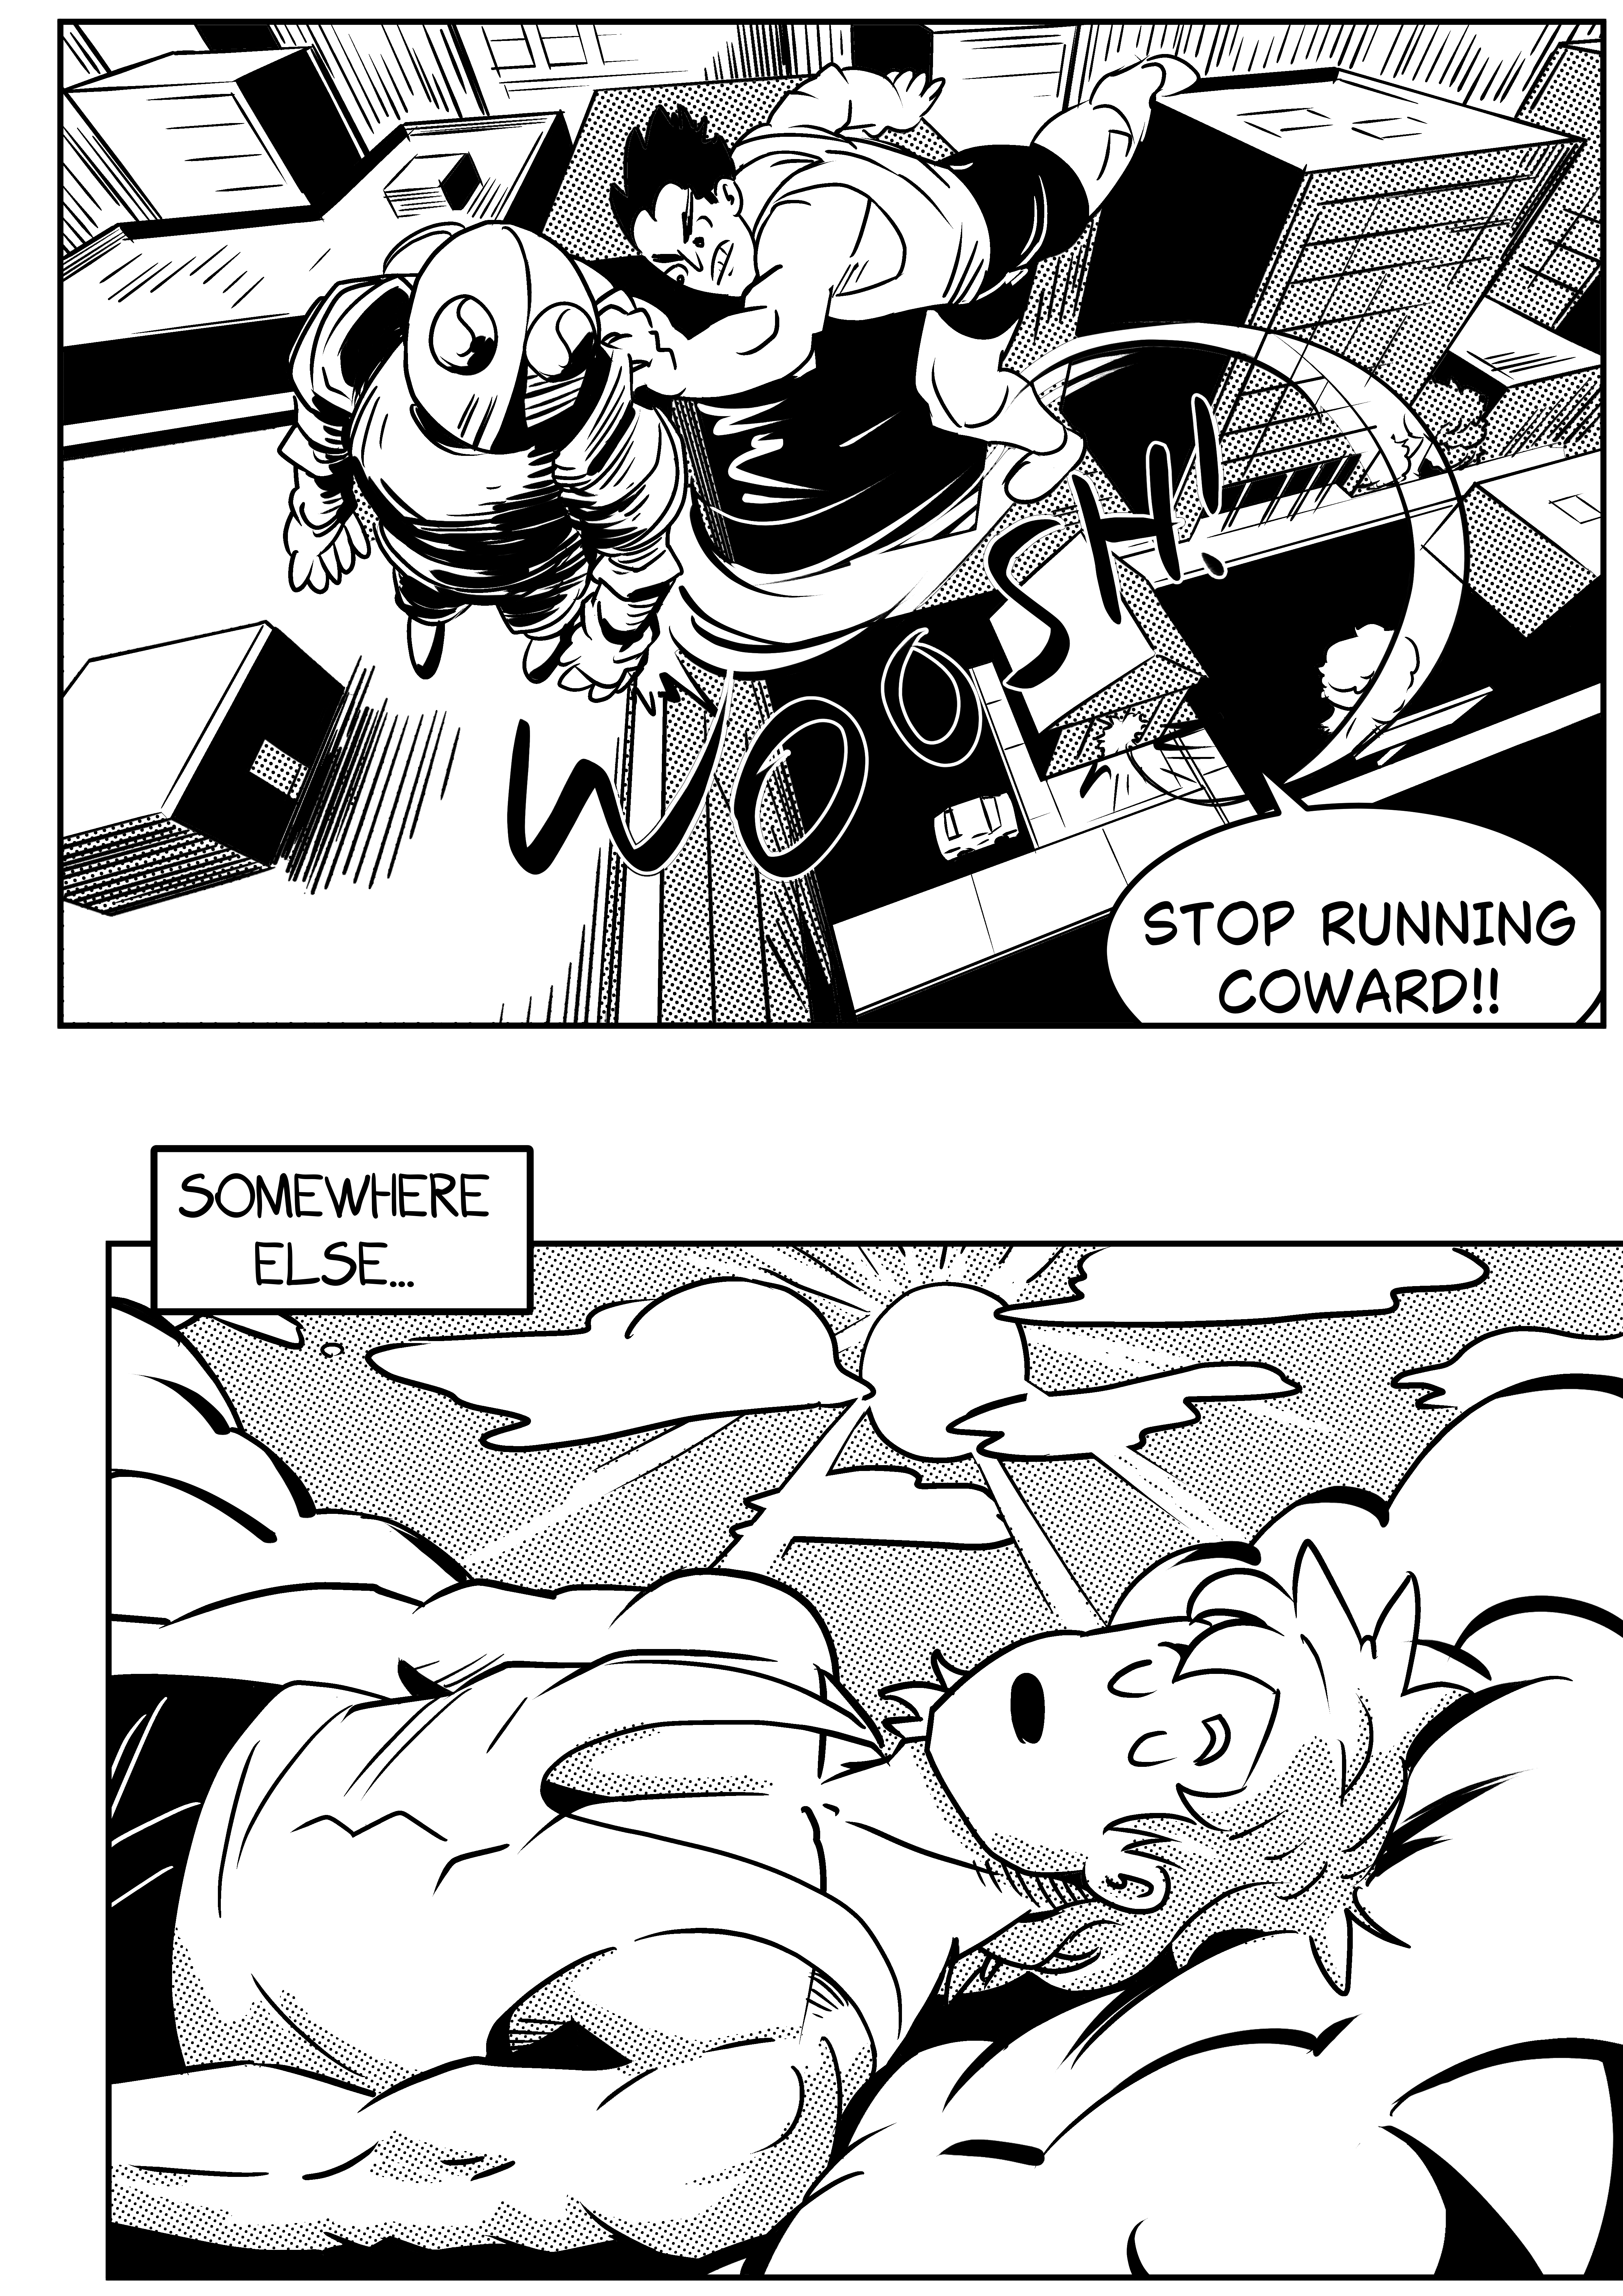 WOOSH!
STOP RUNNING
COWARD!!
SOMEWHERE
ELSE...